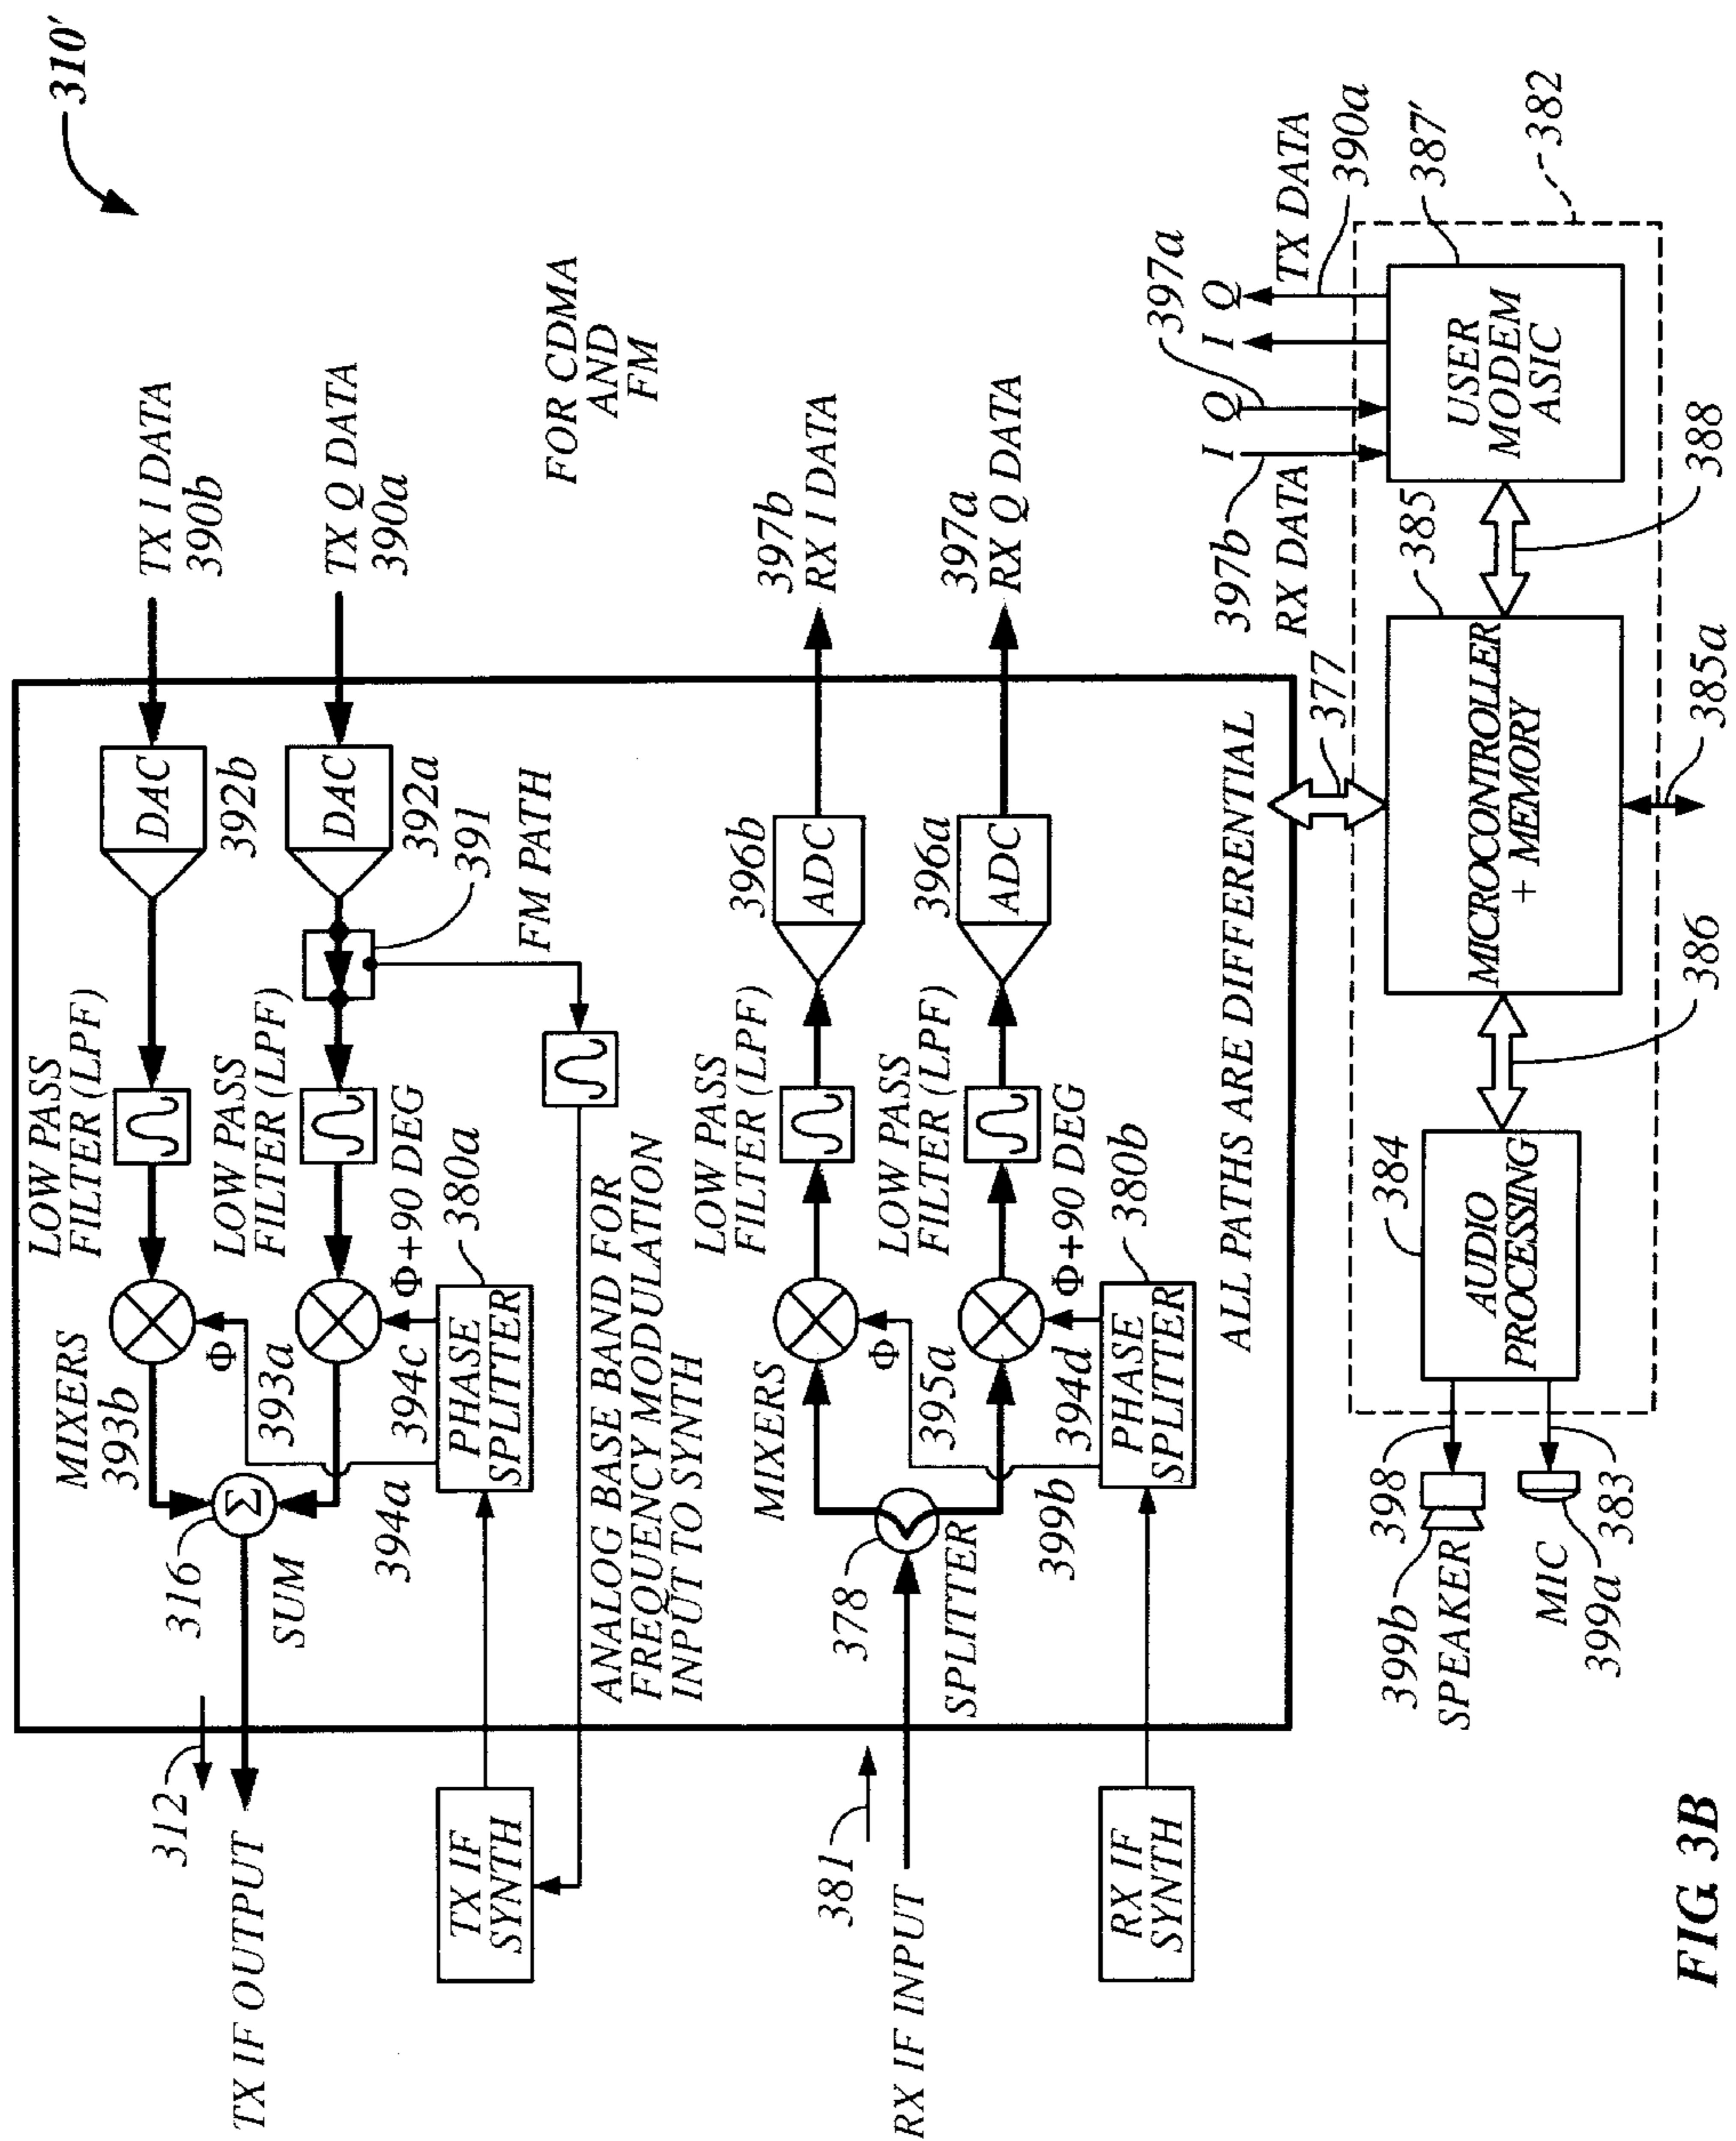 310'
TX I DATA
390b
TX Q DATA
390a
FOR CDMA
AND
FM
397b
RX I DATA
397a
RX Q DATA
DAC
392b
DAC
392a
391
FM PATH
LOW PASS
FILTER (LPF)
LOW PASS
FILTER (LPF)
MIXERS
393b
Φ
393a
Φ+90 DEG
394c
380a
PHASE
SPLITTER
394a
316
Σ
SUM
312
TX IF OUTPUT
TX IF
SYNTH
ANALOG BASE BAND FOR
FREQUENCY MODULATION
INPUT TO SYNTH
396b
ADC
396a
ADC
LOW PASS
FILTER (LPF)
LOW PASS
FILTER (LPF)
MIXERS
Φ
395a
Φ+90 DEG
394d
380b
PHASE
SPLITTER
399b
378
SPLITTER
381
RX IF INPUT
RX IF
SYNTH
ALL PATHS ARE DIFFERENTIAL
377
397b
RX DATA
I Q
397a
I Q
TX DATA
390a
387'
382
USER
MODEM
ASIC
388
385
MICROCONTROLLER
+ MEMORY
385a
386
384
AUDIO
PROCESSING
398
399b
SPEAKER
383
MIC
399a
FIG. 3B